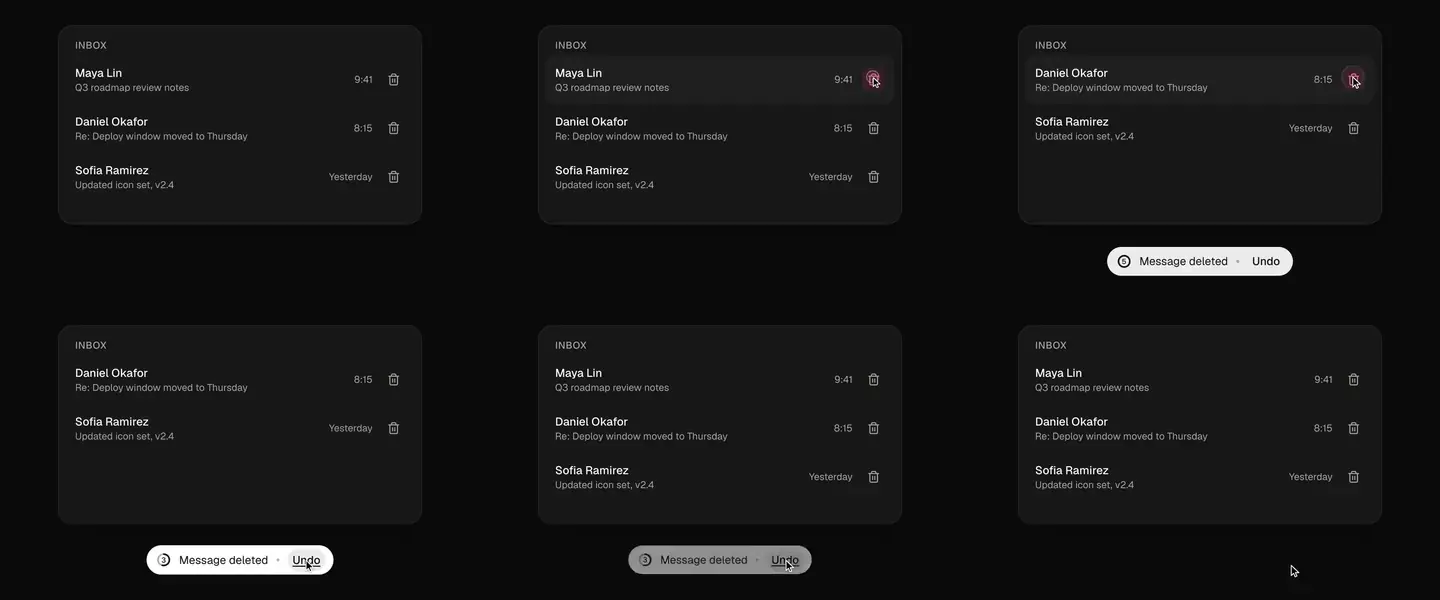 INBOX
Maya Lin
Q3 roadmap review notes
9:41
Daniel Okafor
Re: Deploy window moved to Thursday
8:15
Sofia Ramirez
Updated icon set, v2.4
Yesterday
INBOX
Maya Lin
Q3 roadmap review notes
9:41
Daniel Okafor
Re: Deploy window moved to Thursday
8:15
Sofia Ramirez
Updated icon set, v2.4
Yesterday
INBOX
Daniel Okafor
Re: Deploy window moved to Thursday
8:15
Sofia Ramirez
Updated icon set, v2.4
Yesterday
5 Message deleted • Undo
INBOX
Daniel Okafor
Re: Deploy window moved to Thursday
8:15
Sofia Ramirez
Updated icon set, v2.4
Yesterday
3 Message deleted • Undo
INBOX
Maya Lin
Q3 roadmap review notes
9:41
Daniel Okafor
Re: Deploy window moved to Thursday
8:15
Sofia Ramirez
Updated icon set, v2.4
Yesterday
3 Message deleted • Undo
INBOX
Maya Lin
Q3 roadmap review notes
9:41
Daniel Okafor
Re: Deploy window moved to Thursday
8:15
Sofia Ramirez
Updated icon set, v2.4
Yesterday